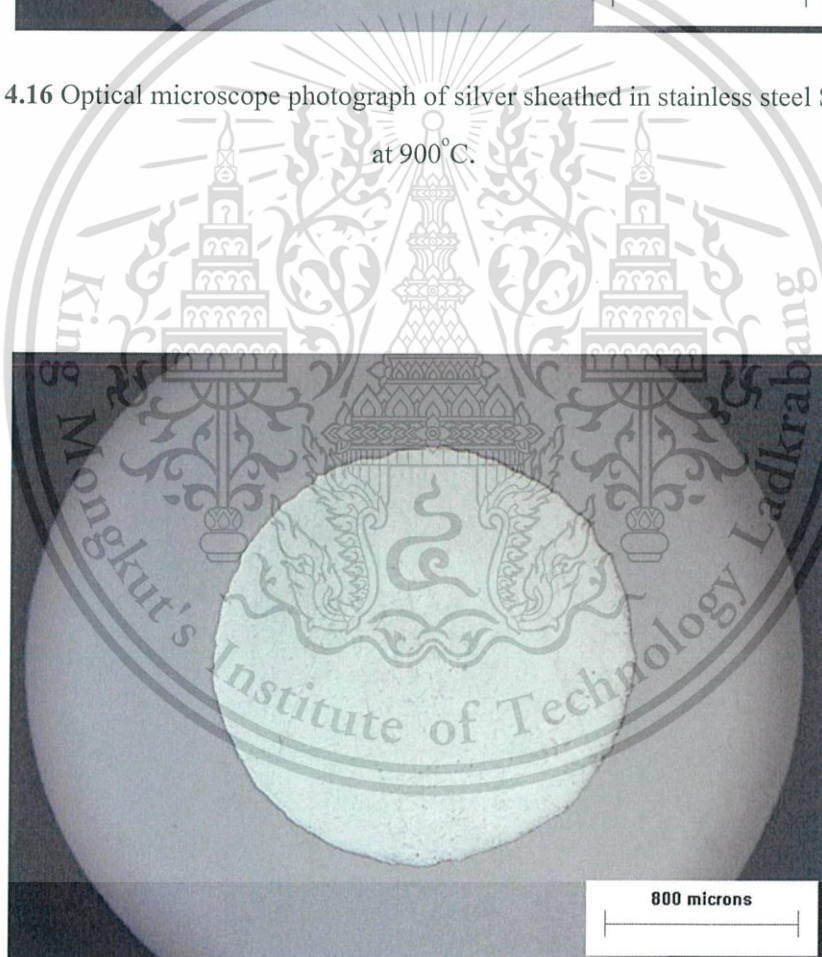 4.16 Optical microscope photograph of silver sheathed in stainless steel
at 900°C.
King Mongkut's Institute of Technology Ladkrabang
800 microns